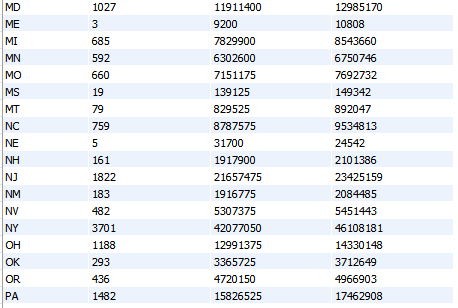 MD 1027 11911400 12985170
ME 3 9200 10808
MI 685 7829900 8543660
MN 592 6302600 6750746
MO 660 7151175 7692732
MS 19 139125 149342
MT 79 829525 892047
NC 759 8787575 9534813
NE 5 31700 24542
NH 161 1917900 2101386
NJ 1822 21657475 23425159
NM 183 1916775 2084485
NV 482 5307375 5451443
NY 3701 42077050 46108181
OH 1188 12991375 14330148
OK 293 3365725 3712649
OR 436 4720150 4966903
PA 1482 15826525 17462908